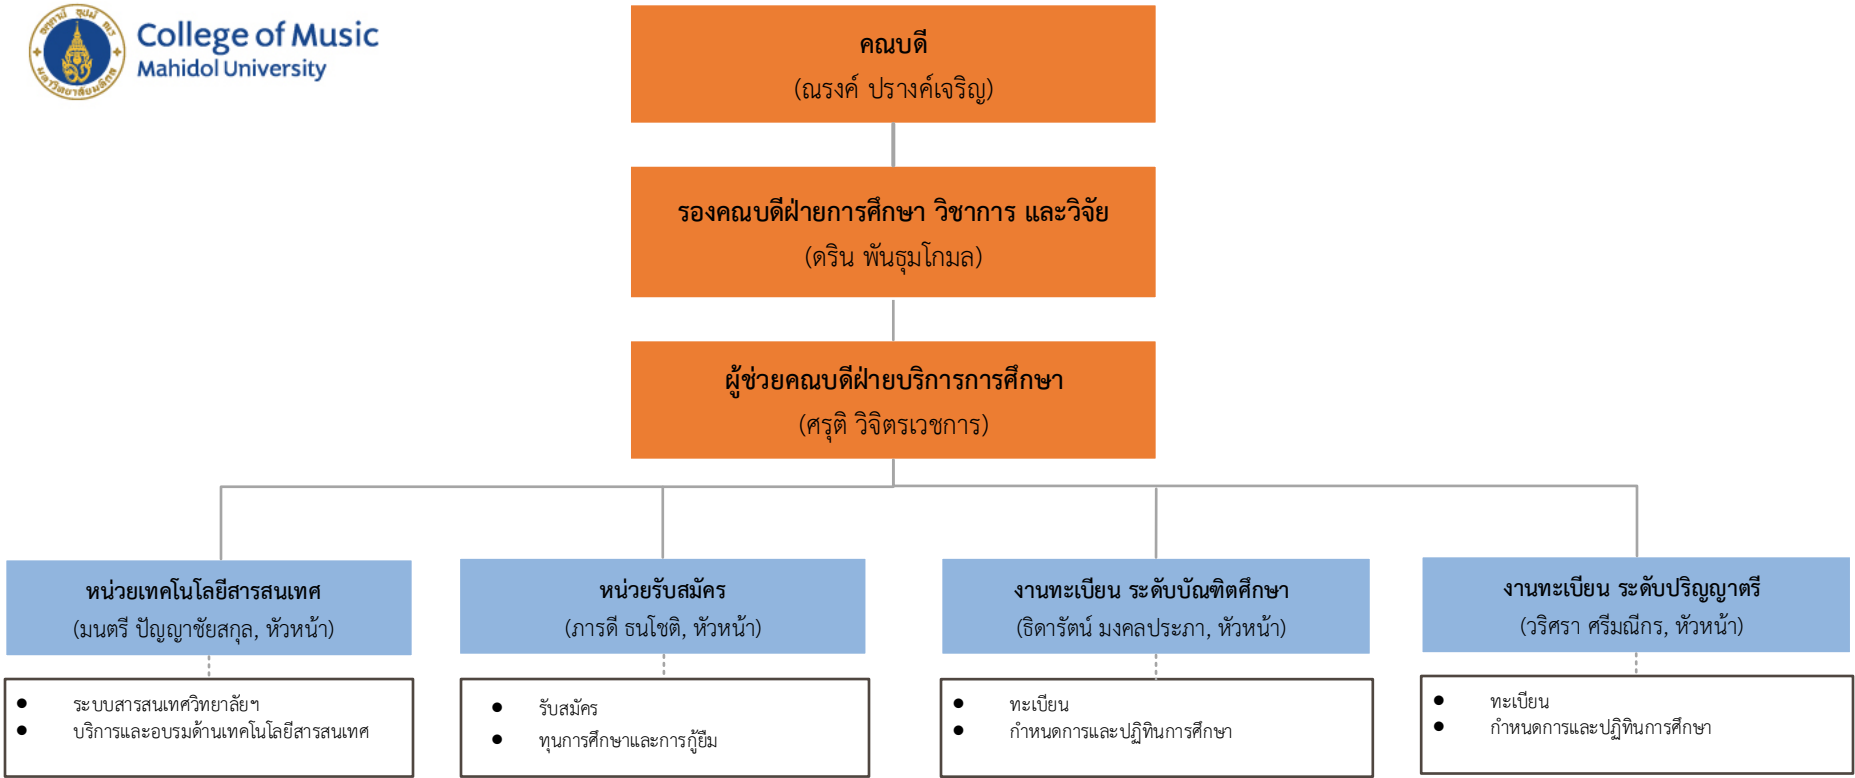 College of Music
Mahidol University
คณบดี
(ณรงค์ ปรางค์เจริญ)
รองคณบดีฝ่ายการศึกษา วิชาการ และวิจัย
(ดริน พันธุมโกมล)
ผู้ช่วยคณบดีฝ่ายบริการการศึกษา
(ศรุติ วิจิตรเวชการ)
หน่วยเทคโนโลยีสารสนเทศ
(มนตรี ปัญญาชัยสกุล, หัวหน้า)
● ระบบสารสนเทศวิทยาลัยฯ
● บริการและอบรมด้านเทคโนโลยีสารสนเทศ
หน่วยรับสมัคร
(ภารดี ธนโชติ, หัวหน้า)
● รับสมัคร
● ทุนการศึกษาและการกู้ยืม
งานทะเบียน ระดับบัณฑิตศึกษา
(ธิดารัตน์ มงคลประภา, หัวหน้า)
● ทะเบียน
● กำหนดการและปฏิทินการศึกษา
งานทะเบียน ระดับปริญญาตรี
(วริศรา ศรีมณีกร, หัวหน้า)
● ทะเบียน
● กำหนดการและปฏิทินการศึกษา